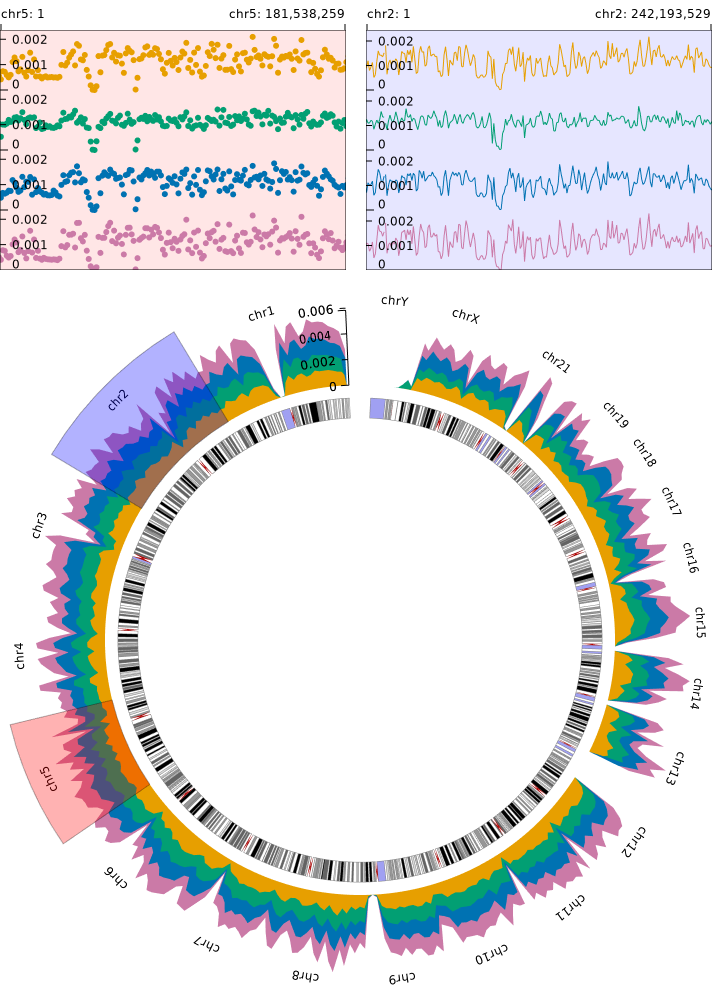 chr5: 1 chr5: 181,538,259 chr2: 1 chr2: 242,193,529
0.002
0.001
0
0.002
0.001
0
0.002
0.001
0
0.002
0.001
0
0.002
0.001
0
0.002
0.001
0
0.002
0.001
0
0.002
0.001
0
0.006
0.004
0.002
0
chr1
chrY
chrX
chr21
chr19
chr18
chr17
chr16
chr15
chr14
chr13
chr12
chr11
chr10
chr9
chr8
chr7
chr6
chr5
chr4
chr3
chr2